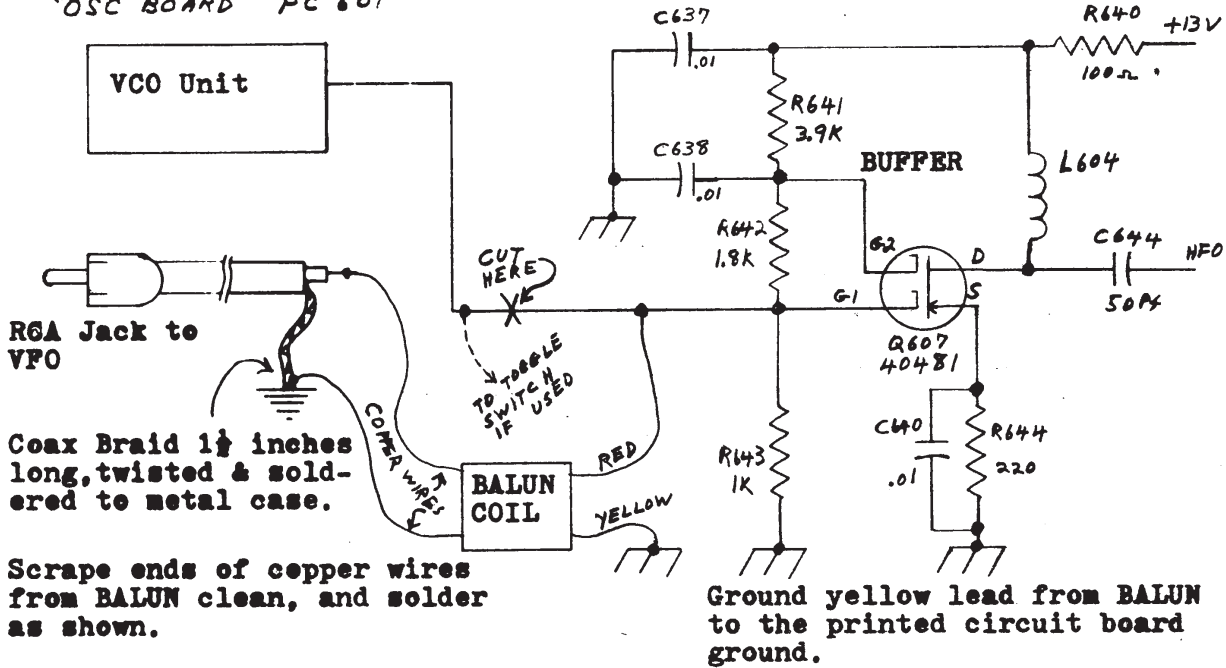 OSC BOARD PC 601
VCO Unit
C637
.01
R640
+13V
100Ω
R641
3.9K
C638
.01
BUFFER
L604
R642
1.8K
CUT
HERE
G2
D
C644
HFO
G1
S
50Pf
Q607
40481
R6A Jack to
VFO
TO TOGGLE
SWITCH
IF USED
Coax Braid 1½ inches
long,twisted & sold-
ered to metal case.
COPPER WIRES
BALUN
COIL
RED
YELLOW
R643
1K
C640
.01
R644
220
Scrape ends of copper wires
from BALUN clean, and solder
as shown.
Ground yellow lead from BALUN
to the printed circuit board
ground.